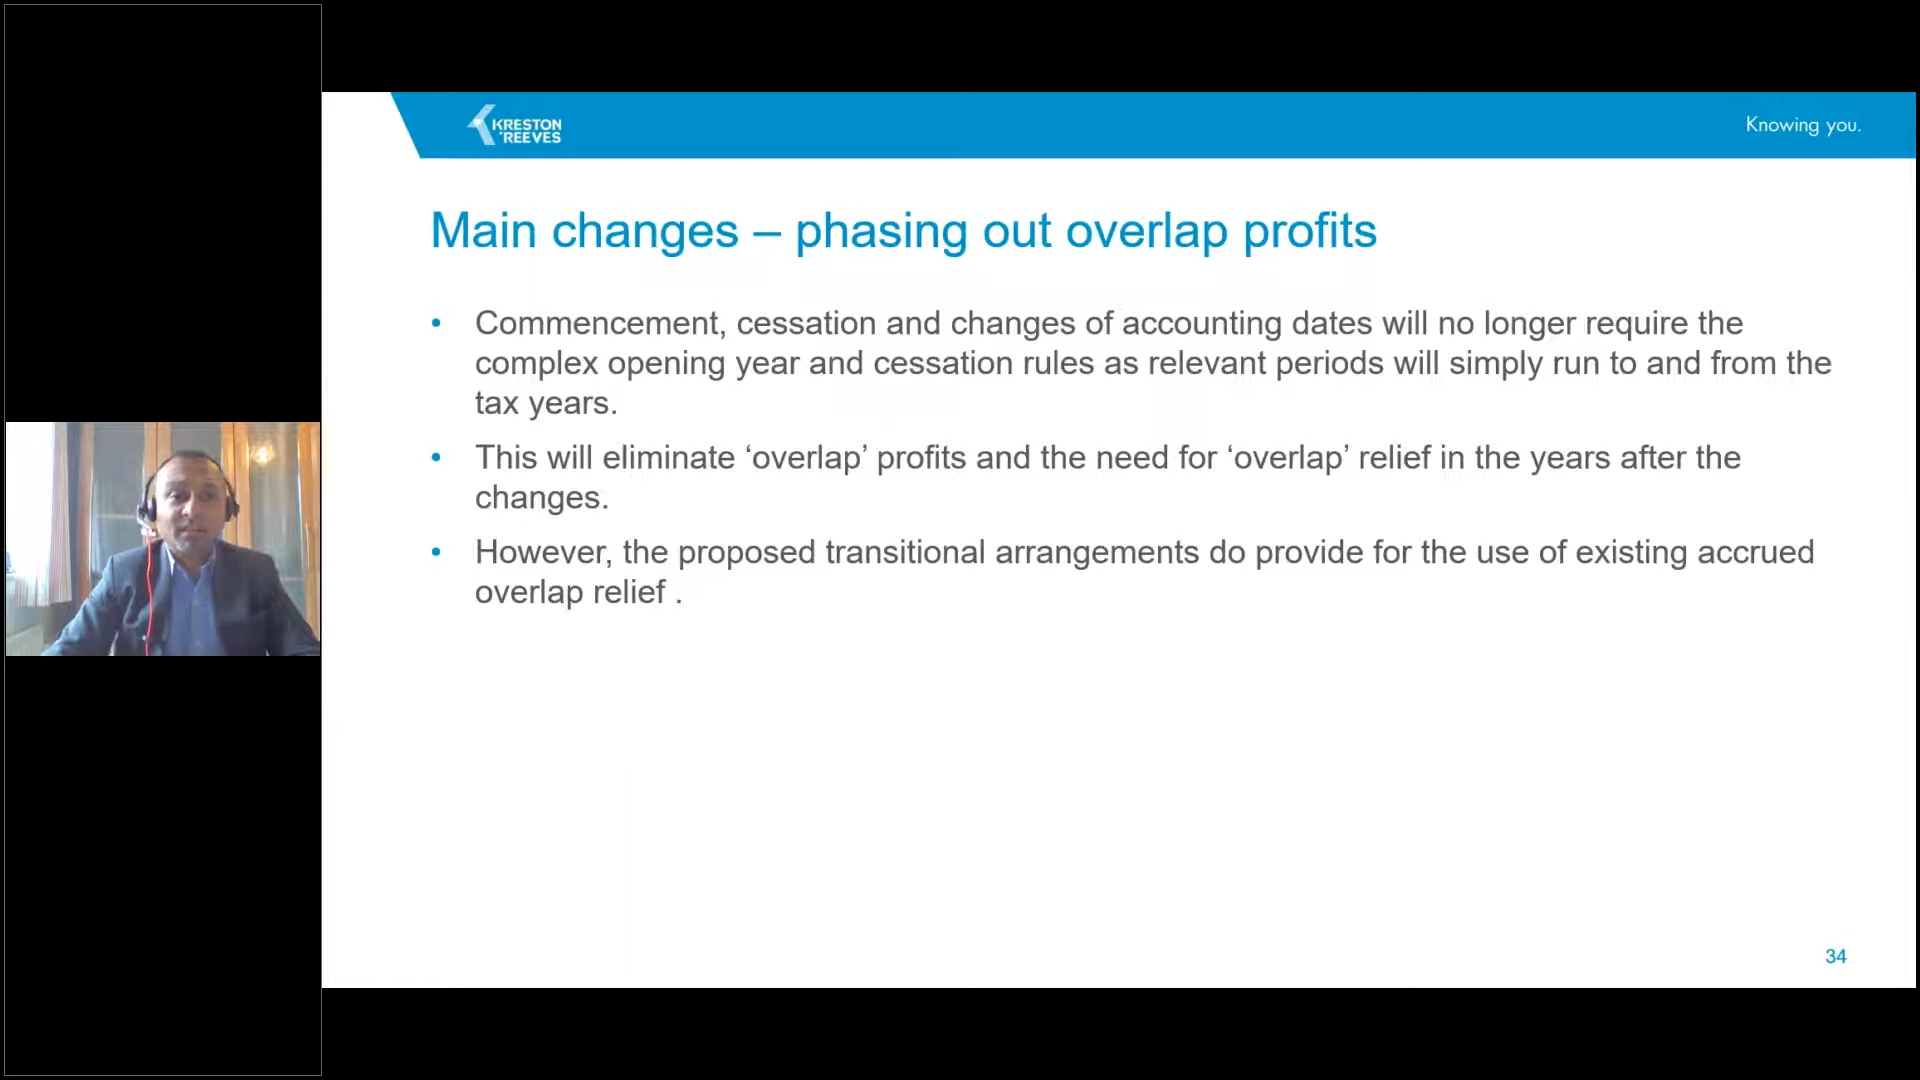 KRESTON
REEVES
Knowing you.
Main changes – phasing out overlap profits
• Commencement, cessation and changes of accounting dates will no longer require the
complex opening year and cessation rules as relevant periods will simply run to and from the
tax years.
• This will eliminate ‘overlap’ profits and the need for ‘overlap’ relief in the years after the
changes.
• However, the proposed transitional arrangements do provide for the use of existing accrued
overlap relief .
34